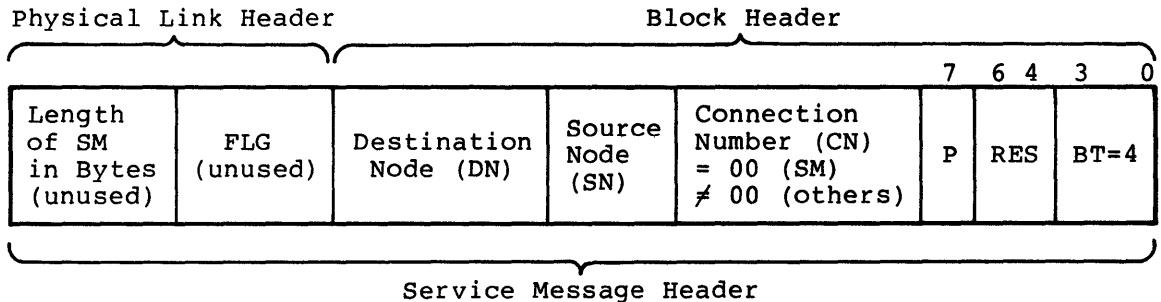 Physical Link Header
Block Header
7 6 4 3 0
Length
of SM
in Bytes
(unused)
FLG
(unused)
Destination
Node (DN)
Source
Node
(SN)
Connection
Number (CN)
= 00 (SM)
≠ 00 (others)
P
RES
BT=4
Service Message Header